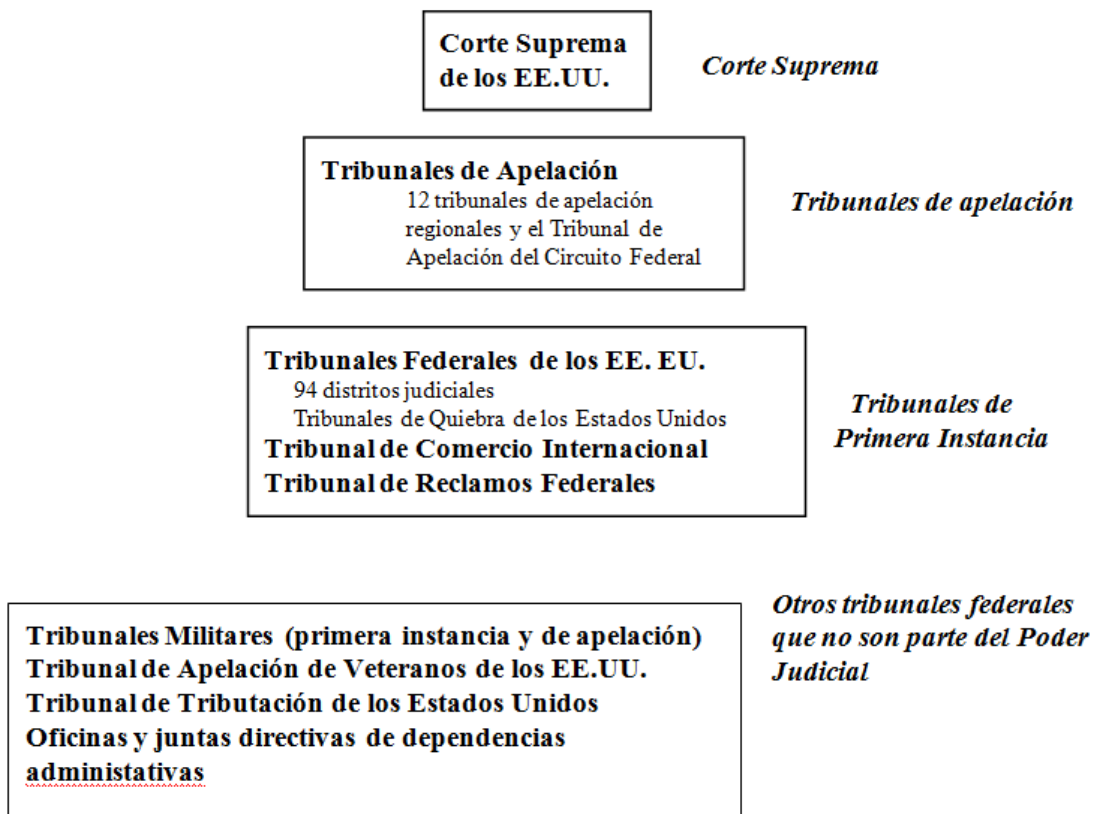 Corte Suprema
de los EE.UU.
Corte Suprema
Tribunales de Apelación
12 tribunales de apelación
regionales y el Tribunal de
Apelación del Circuito Federal
Tribunales de apelación
Tribunales Federales de los EE. EU.
94 distritos judiciales
Tribunales de Quiebra de los Estados Unidos
Tribunal de Comercio Internacional
Tribunal de Reclamos Federales
Tribunales de
Primera Instancia
Tribunales Militares (primera instancia y de apelación)
Tribunal de Apelación de Veteranos de los EE.UU.
Tribunal de Tributación de los Estados Unidos
Oficinas y juntas directivas de dependencias
administativas
Otros tribunales federales
que no son parte del Poder
Judicial